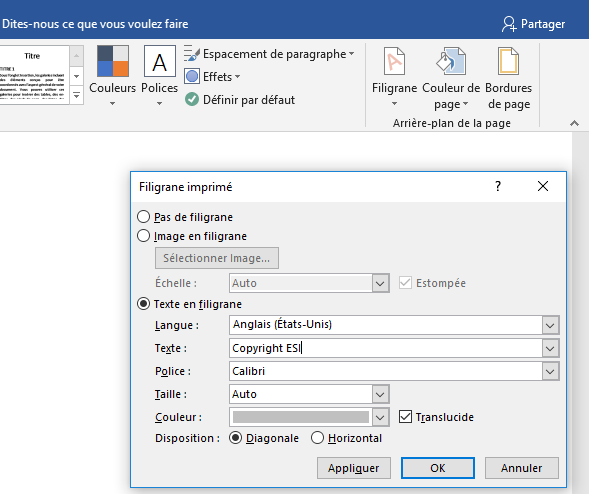 Dites-nous ce que vous voulez faire
Partager
Titre
TITRE 1
Couleurs
A
Polices
Espacement de paragraphe
Effets
Définir par défaut
A
Filigrane
Couleur de
page
Bordures
de page
Arrière-plan de la page
Filigrane imprimé
?
Pas de filigrane
Image en filigrane
Sélectionner Image...
Échelle :
Auto
Estompée
Texte en filigrane
Langue :
Anglais (États-Unis)
Texte :
Copyright ESI
Police :
Calibri
Taille :
Auto
Couleur :
Translucide
Disposition :
Diagonale
Horizontal
Appliquer
OK
Annuler